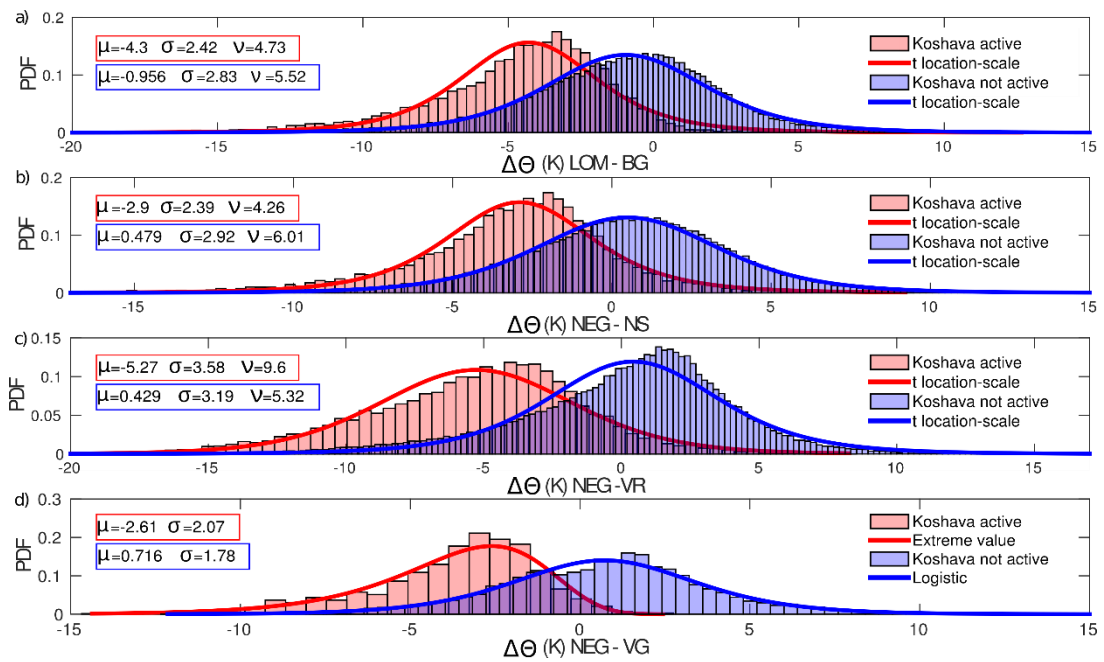 a)
0.2
0.1
0
PDF
μ=-4.3 σ=2.42 ν=4.73
μ=-0.956 σ=2.83 ν=5.52
Koshava active
t location-scale
Koshava not active
t location-scale
-20 -15 -10 -5 0 5 10 15
ΔΘ (K) LOM - BG
b)
0.2
0.1
0
PDF
μ=-2.9 σ=2.39 ν=4.26
μ=0.479 σ=2.92 ν=6.01
Koshava active
t location-scale
Koshava not active
t location-scale
-15 -10 -5 0 5 10 15
ΔΘ (K) NEG - NS
c)
0.15
0.1
0.05
0
PDF
μ=-5.27 σ=3.58 ν=9.6
μ=0.429 σ=3.19 ν=5.32
Koshava active
t location-scale
Koshava not active
t location-scale
-20 -15 -10 -5 0 5 10 15
ΔΘ (K) NEG -VR
d)
0.3
0.2
0.1
0
PDF
μ=-2.61 σ=2.07
μ=0.716 σ=1.78
Koshava active
Extreme value
Koshava not active
Logistic
-15 -10 -5 0 5 10 15
ΔΘ (K) NEG - VG